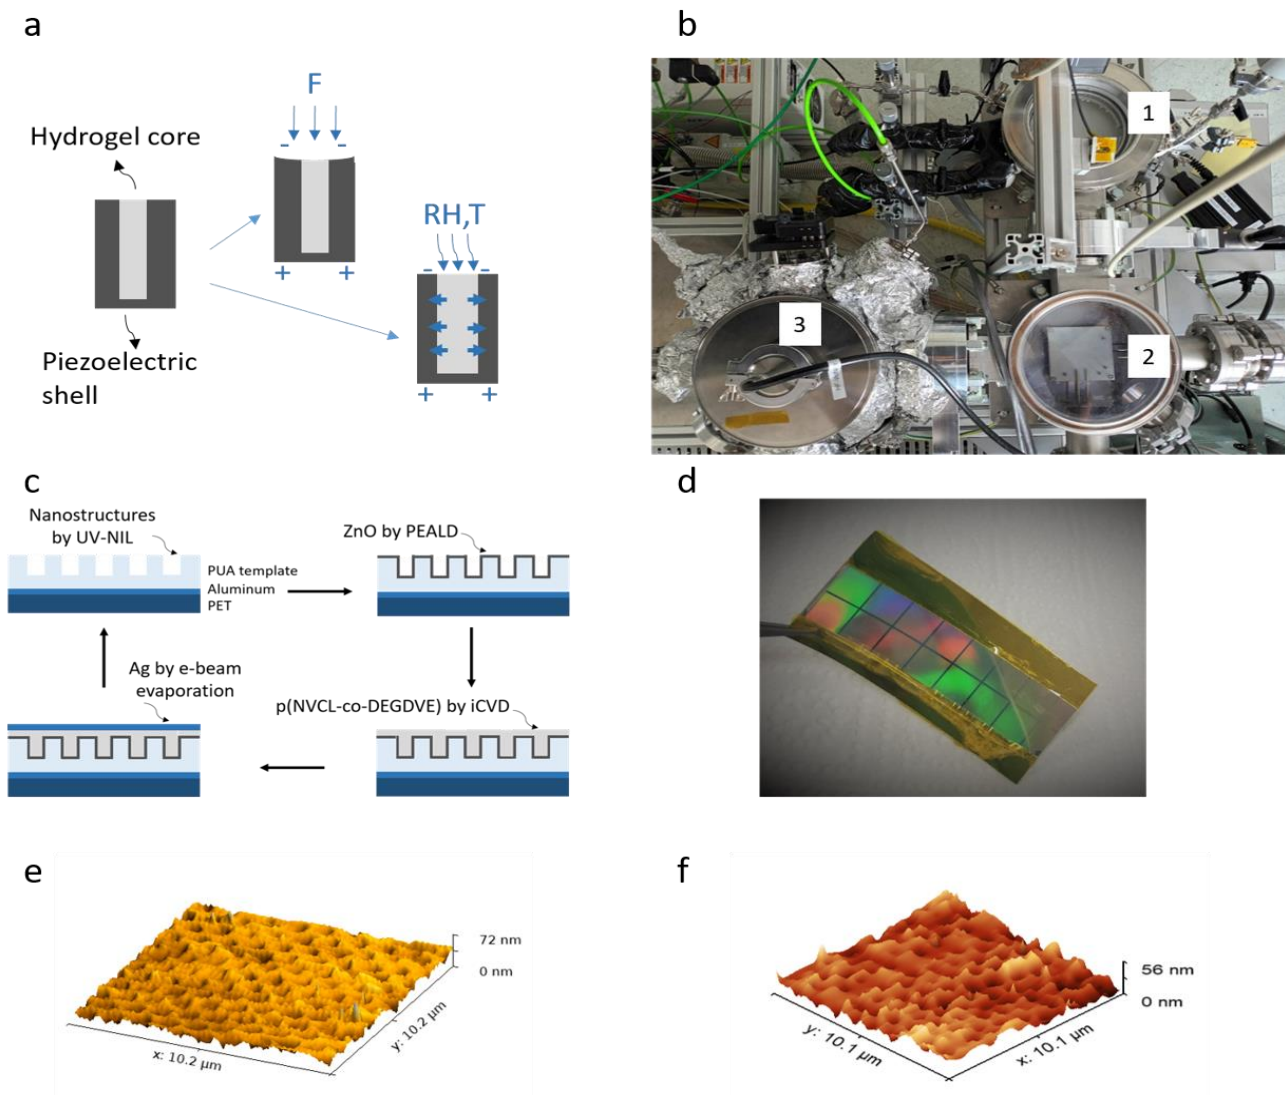 a
F
- -
Hydrogel core
+ +
RH,T
- -
Piezoelectric
shell
+ +
b
1
2
3
c
Nanostructures
by UV-NIL
PUA template
Aluminum
PET
ZnO by PEALD
Ag by e-beam
evaporation
p(NVCL-co-DEGDVE) by iCVD
d
e
72 nm
0 nm
x: 10.2 µm
y: 10.2 µm
f
56 nm
0 nm
y: 10.1 µm
x: 10.1 µm